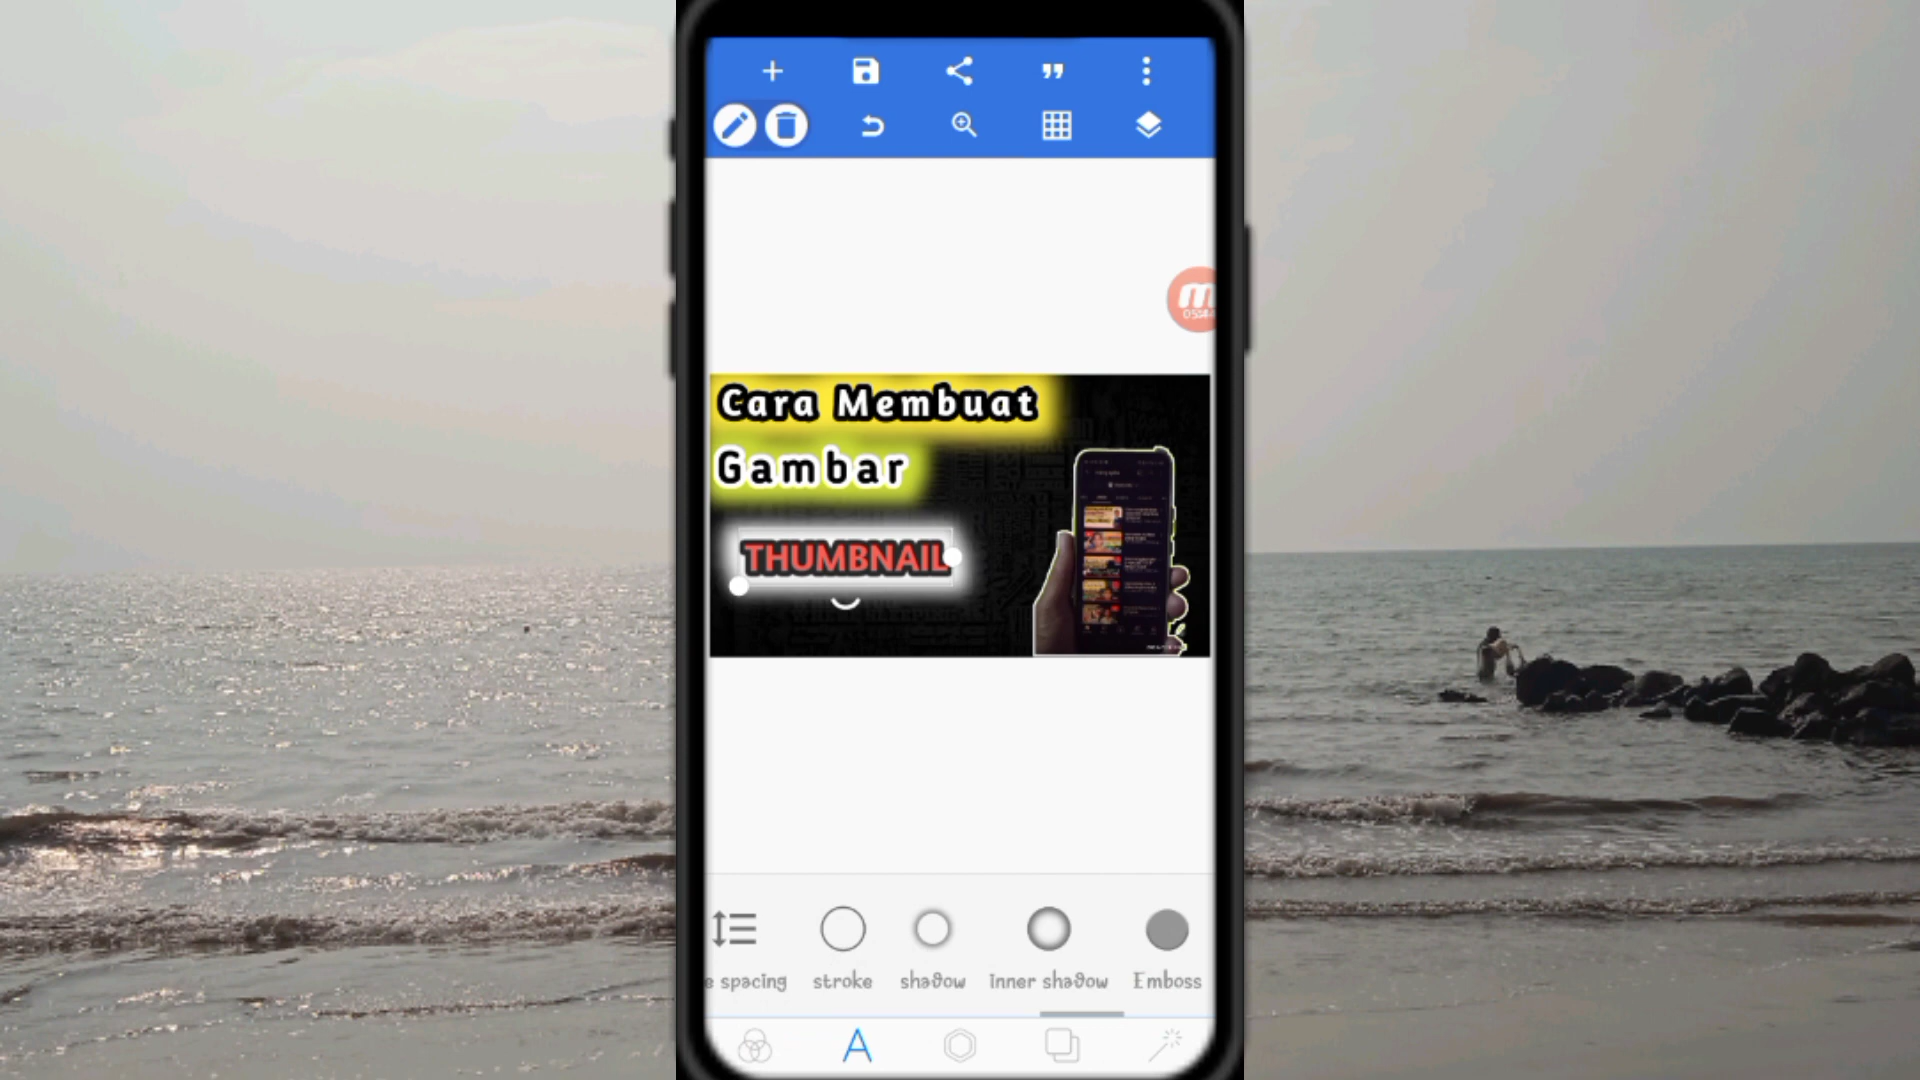 Cara Membuat
Gambar
THUMBNAIL
e spacing
stroke
shadow
inner shadow
Emboss